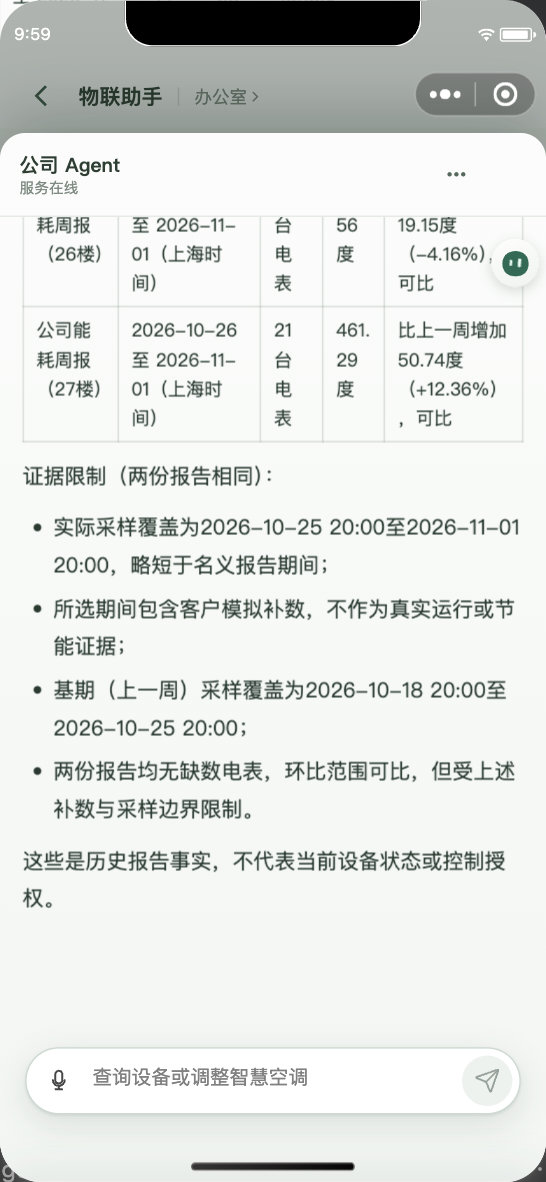 9:59
物联助手
办公室 >
公司 Agent
服务在线
耗周报
（26楼）
至 2026–11–
01（上海时
间）
台
电
表
56
度
19.15度
（–4.16%），
可比
公司能
耗周报
（27楼）
2026–10–26
至 2026–11–
01（上海时
间）
21
台
电
表
461.
29
度
比上一周增加
50.74度
（+12.36%）
，可比
证据限制（两份报告相同）：
• 实际采样覆盖为2026–10–25 20:00至2026–11–01
20:00，略短于名义报告期间；
• 所选期间包含客户模拟补数，不作为真实运行或节
能证据；
• 基期（上一周）采样覆盖为2026–10–18 20:00至
2026–10–25 20:00；
• 两份报告均无缺数电表，环比范围可比，但受上述
补数与采样边界限制。
这些是历史报告事实，不代表当前设备状态或控制授
权。
查询设备或调整智慧空调